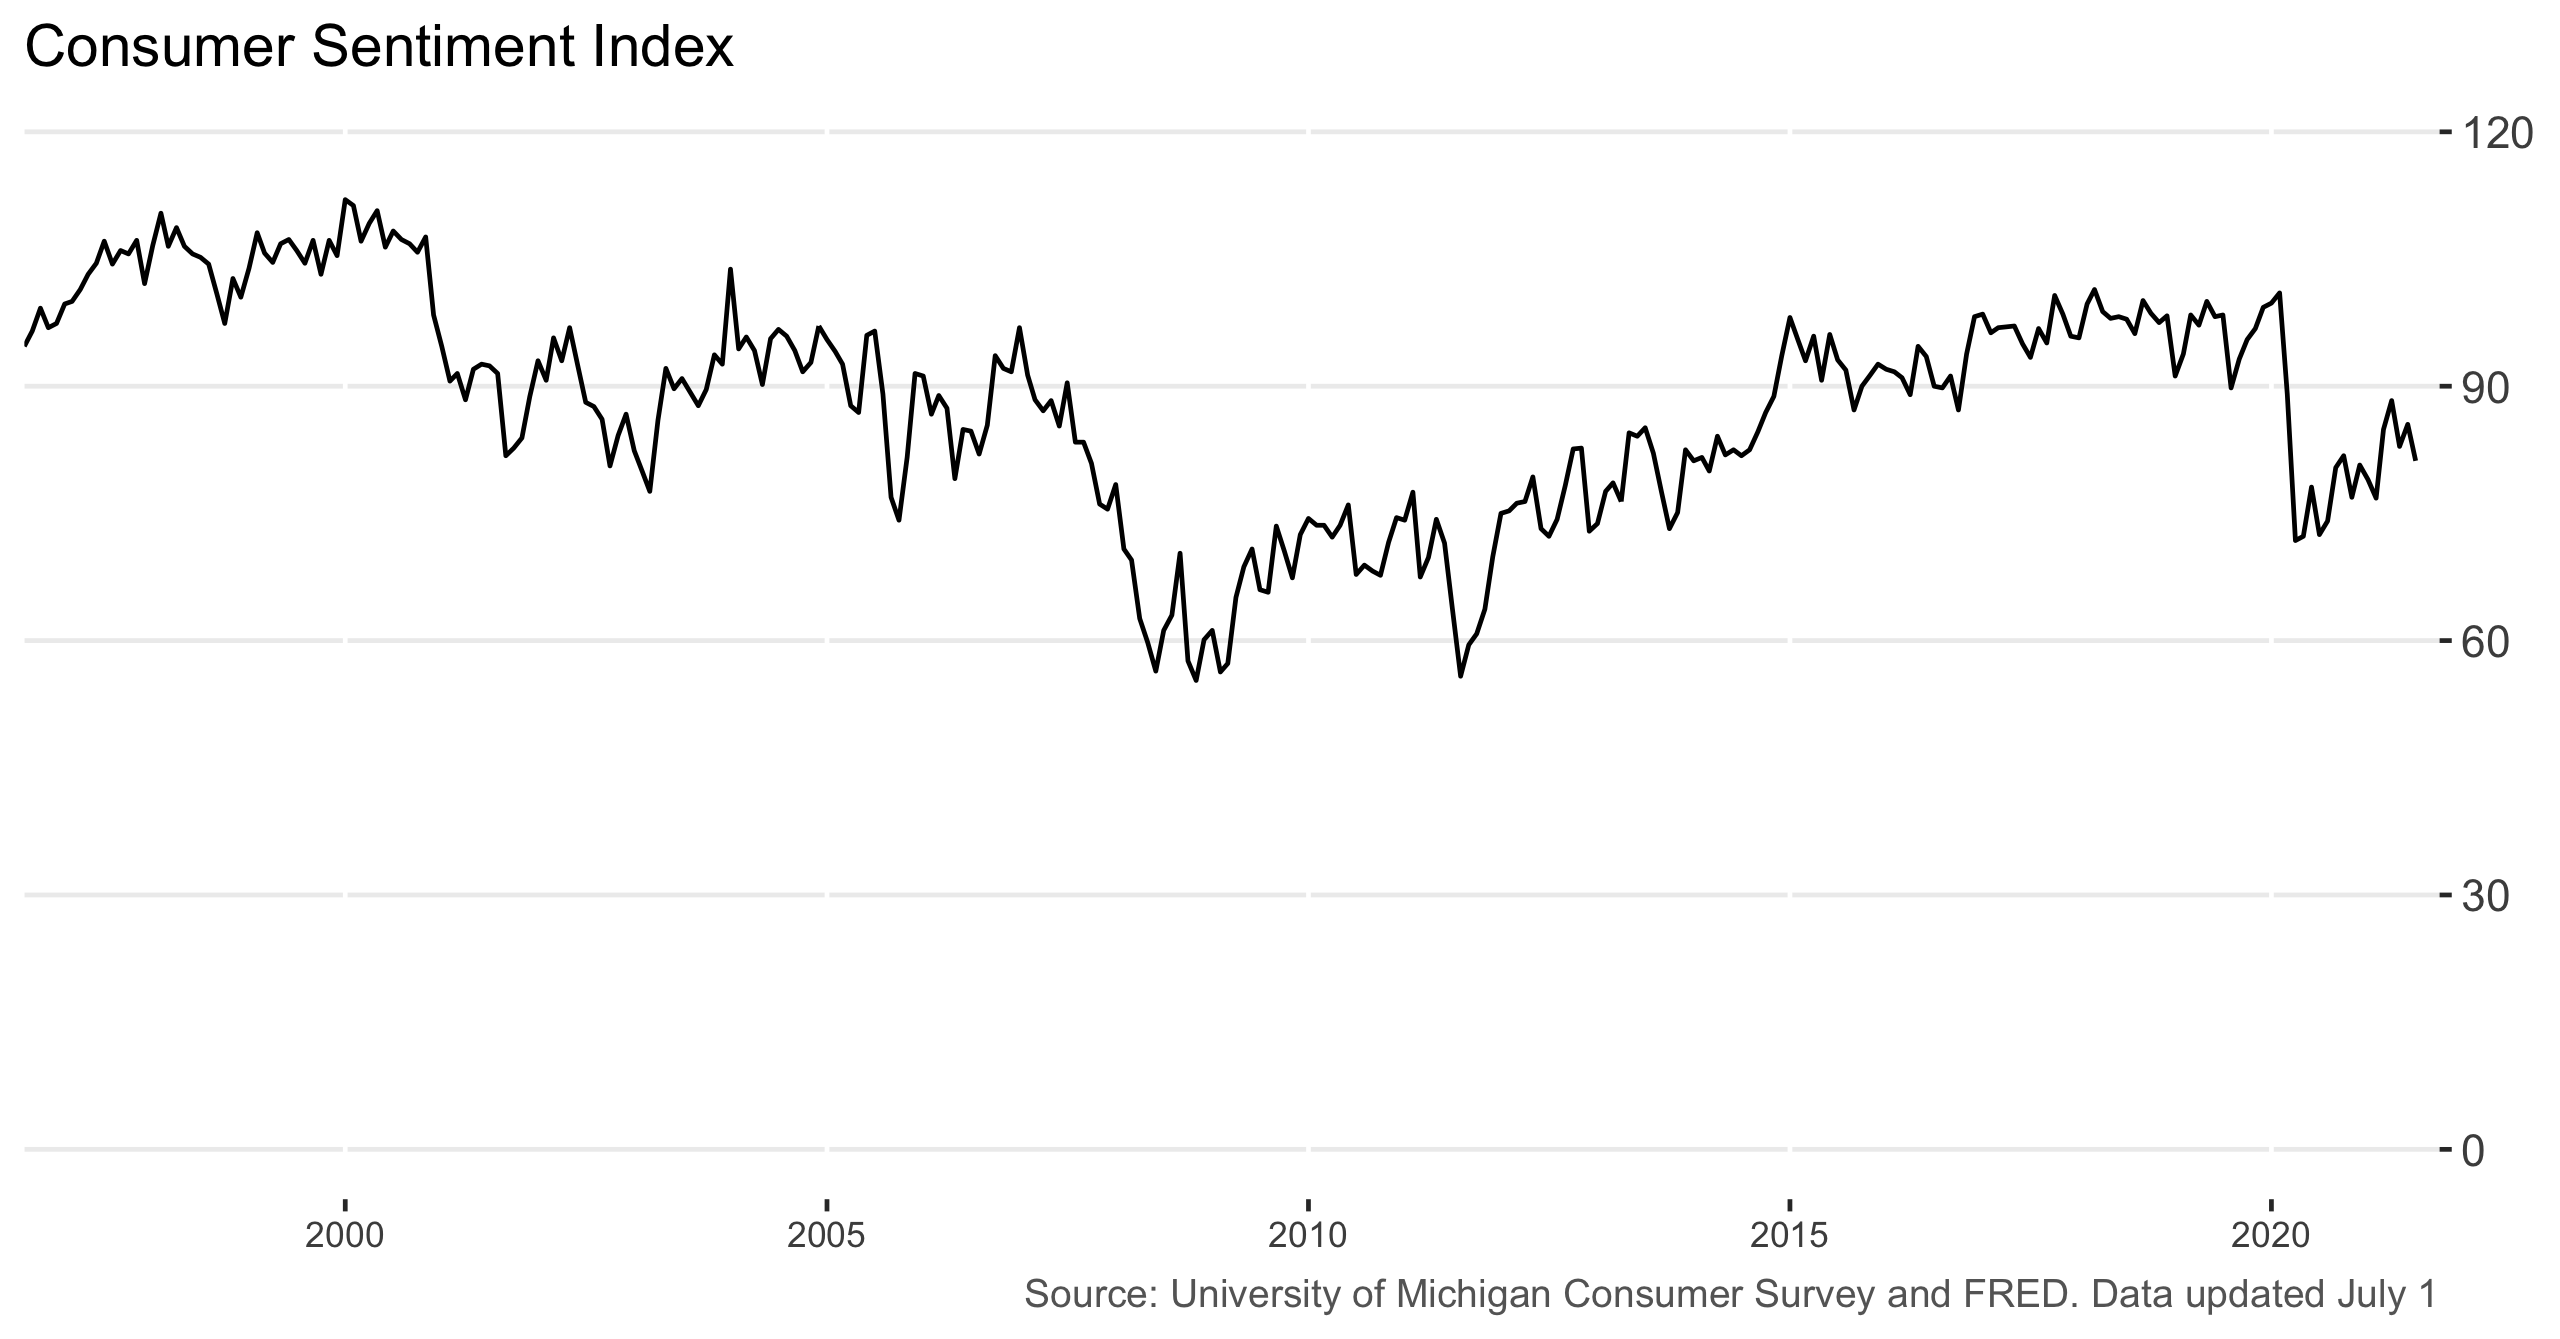 Consumer Sentiment Index
120
90
60
30
0
2000 2005 2010 2015 2020
Source: University of Michigan Consumer Survey and FRED. Data updated July 1